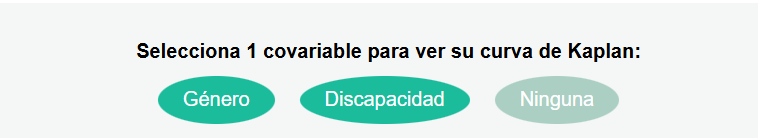 Selecciona 1 covariable para ver su curva de Kaplan:
Género Discapacidad Ninguna